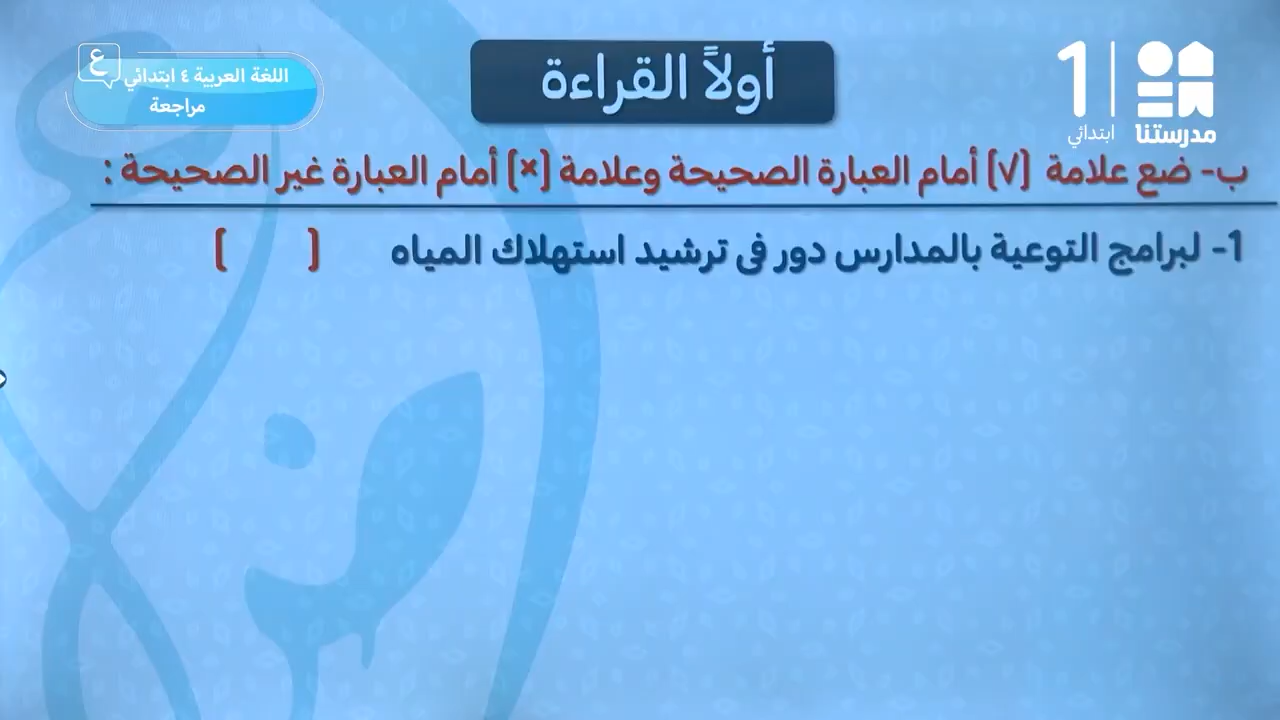 أولاً القراءة
ع
اللغة العربية ٤ ابتدائي
مراجعة
1
ابتدائي
مدرستنا
ب- ضع علامة (√) أمام العبارة الصحيحة وعلامة (×) أمام العبارة غير الصحيحة :
1- لبرامج التوعية بالمدارس دور فى ترشيد استهلاك المياه ( )